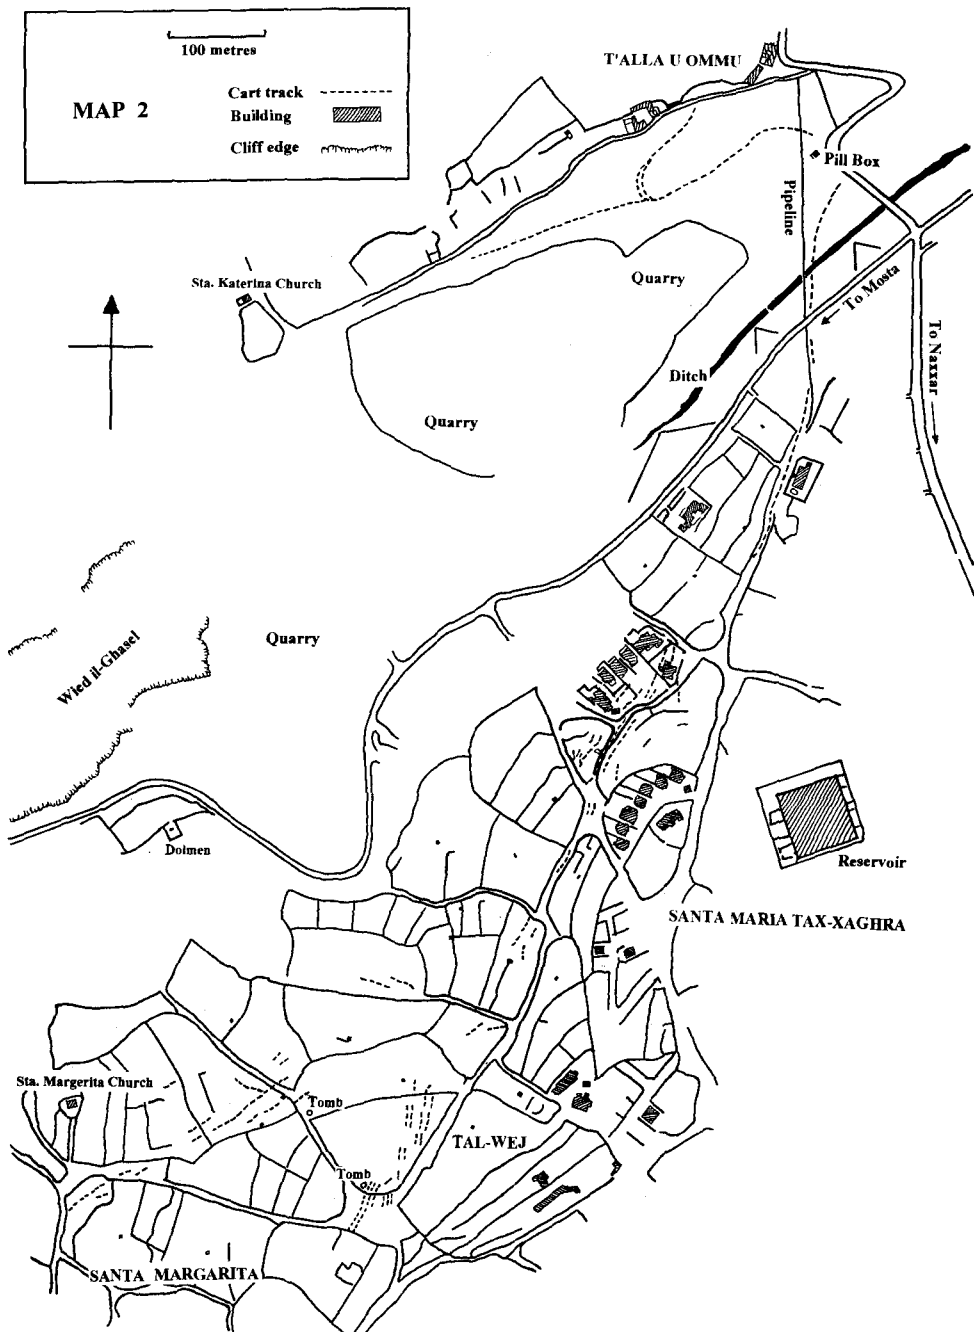 100 metres
MAP 2
Cart track
Building
Cliff edge
T'ALLA U OMMU
Pill Box
Pipeline
Sta. Katerina Church
Quarry
To Mosta
To Naxxar
Ditch
Quarry
Quarry
Wied il-Ghasel
Dolmen
Reservoir
SANTA MARIA TAX-XAGHRA
Sta. Margerita Church
Tomb
TAL-WEJ
Tomb
SANTA MARGARITA